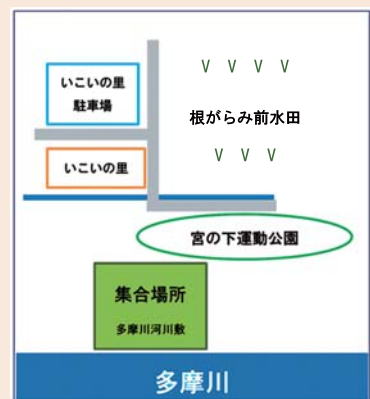 いこいの里
駐車場
根がらみ前水田
いこいの里
宮の下運動公園
集合場所
多摩川河川敷
多摩川